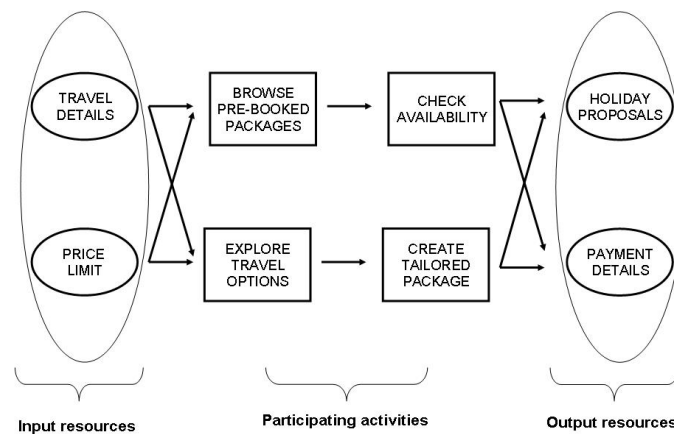 TRAVEL
DETAILS
BROWSE
PRE-BOOKED
PACKAGES
CHECK
AVAILABILITY
HOLIDAY
PROPOSALS
PRICE
LIMIT
EXPLORE
TRAVEL
OPTIONS
CREATE
TAILORED
PACKAGE
PAYMENT
DETAILS
Input resources
Participating activities
Output resources